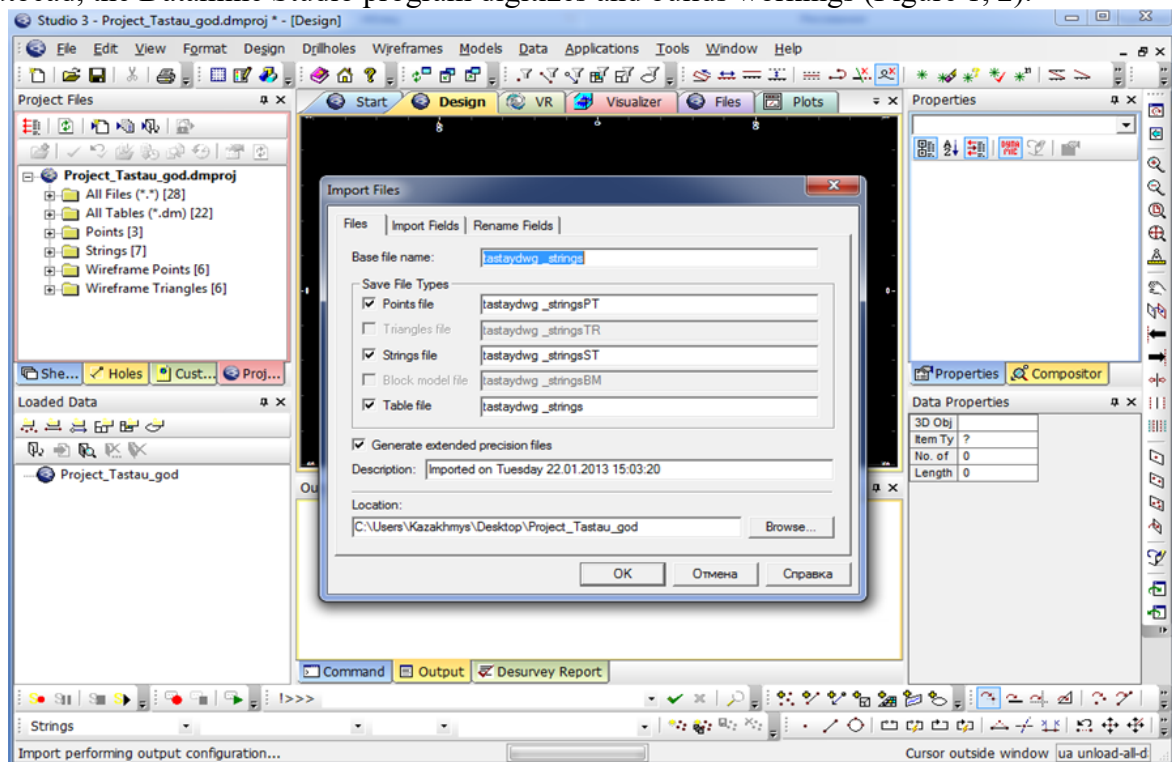 Studio 3 - Project_Tastau_god.dmproj * - [Design]
File Edit View Format Design Drillholes Wireframes Models Data Applications Tools Window Help
Project Files
Start Design VR Visualizer Files Plots
Properties
Project_Tastau_god.dmproj
All Files (*.*) [28]
All Tables (*.dm) [22]
Points [3]
Strings [7]
Wireframe Points [6]
Wireframe Triangles [6]
Import Files
Files Import Fields Rename Fields
Base file name: tastaydwg _strings
Save File Types
Points file tastaydwg _stringsPT
Triangles file tastaydwg _stringsTR
Strings file tastaydwg _stringsST
Block model file tastaydwg _stringsBM
Table file tastaydwg _strings
Generate extended precision files
Description: Imported on Tuesday 22.01.2013 15:03:20
Location:
C:\Users\Kazakhmys\Desktop\Project_Tastau_god Browse...
OK Отмена Справка
She... Holes Cust... Proj...
Properties Compositor
Loaded Data
Project_Tastau_god
Data Properties
3D Obj
Item Ty ?
No. of 0
Length 0
Ou
Command Output Desurvey Report
!>>>
Strings
Import performing output configuration...
Cursor outside window ua unload-all-d